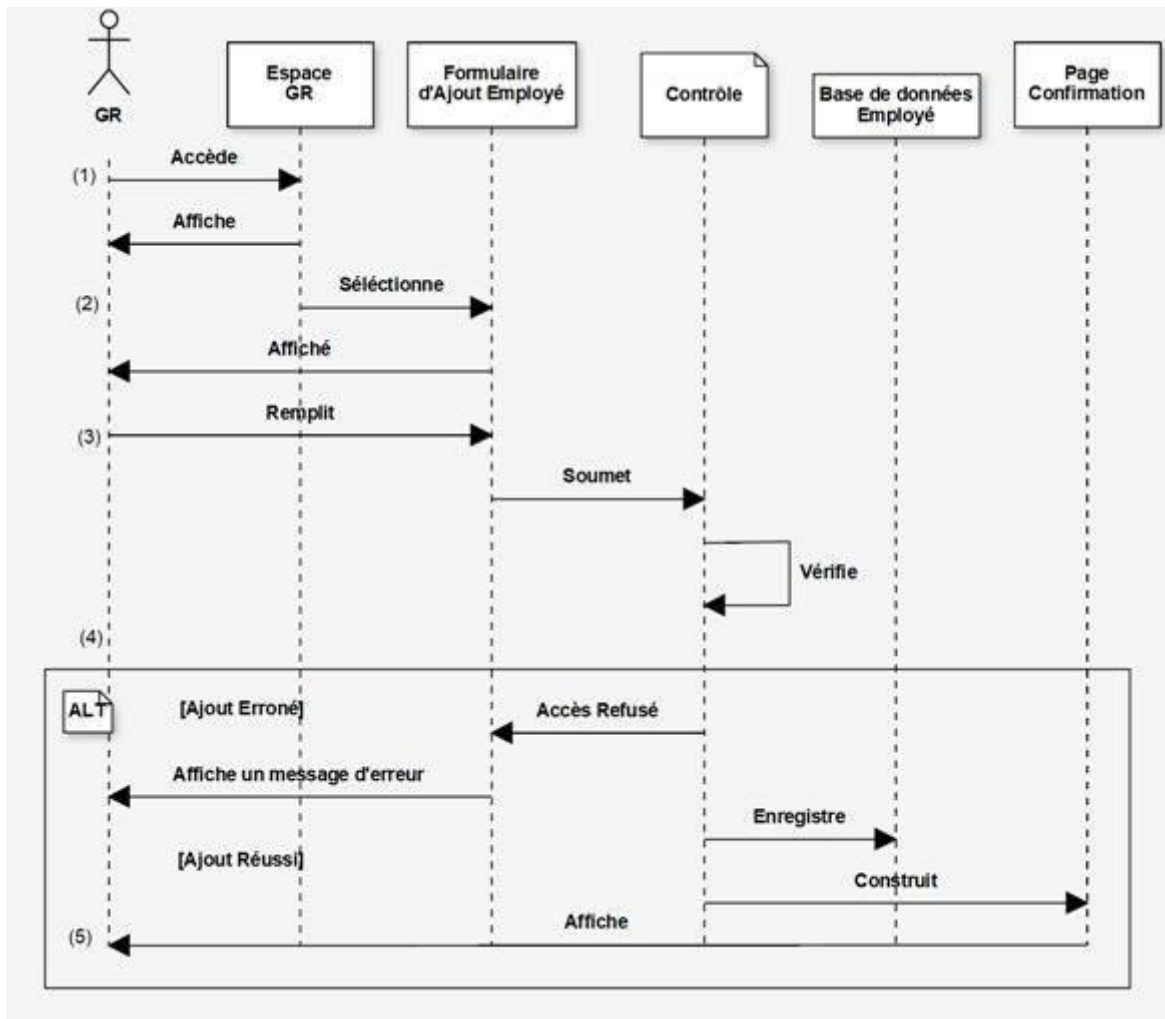 GR
Espace
GR
Formulaire
d'Ajout Employé
Contrôle
Base de données
Employé
Page
Confirmation
(1)
Accède
Affiche
(2)
Séléctionne
Affiché
(3)
Remplit
Soumet
Vérifie
(4)
ALT
[Ajout Erroné]
Accès Refusé
Affiche un message d'erreur
Enregistre
[Ajout Réussi]
Construit
(5)
Affiche